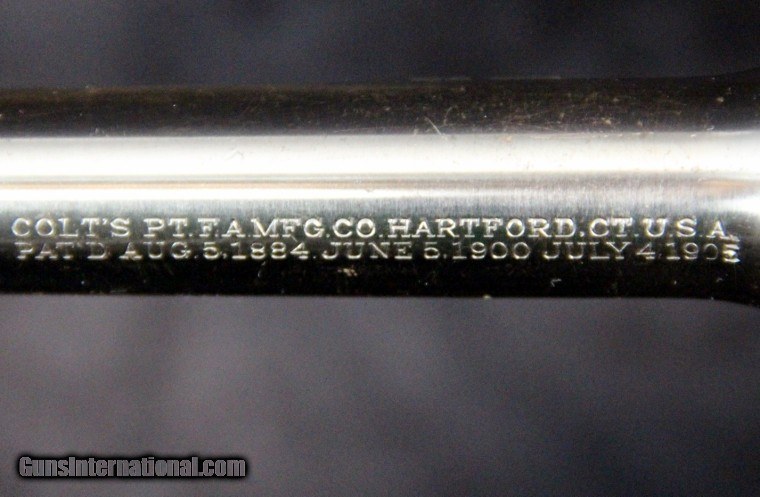 COLT'S PT.F.A.MFG.CO.HARTFORD,CT.U.S.A.
PAT'D AUG.5,1884.JUNE 5,1900 JULY 4,1905
GunsInternational.com